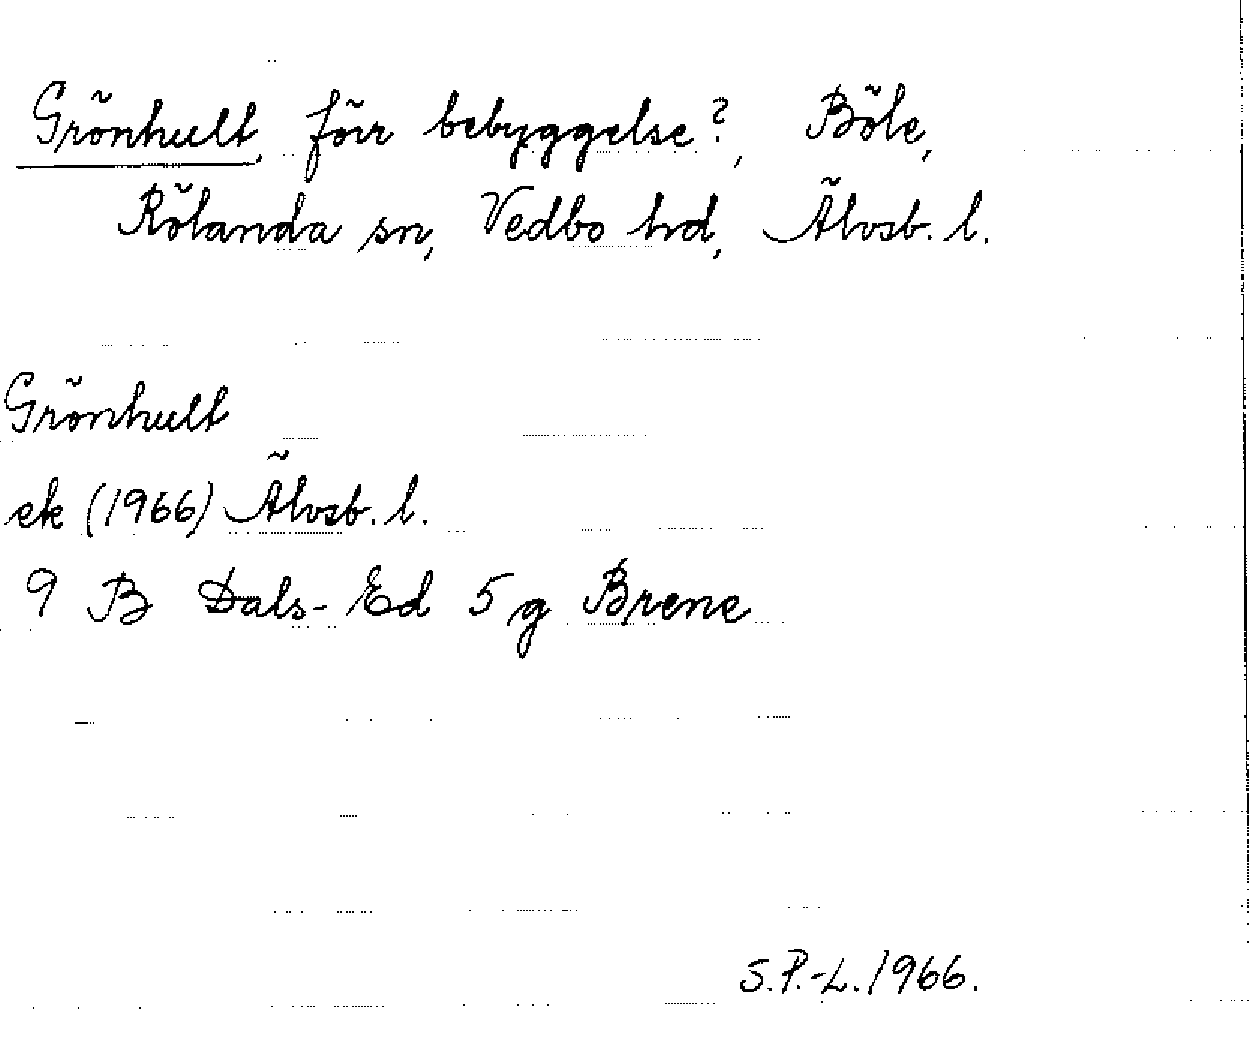 Grönhult, förr bebyggelse?, Böle,
Rölanda sn, Vedbo hd, Älvsb. l.
Grönhult
ek (1966) Älvsb. l.
9 B Dals-Ed 5 g Brene
S.P.-L. 1966.